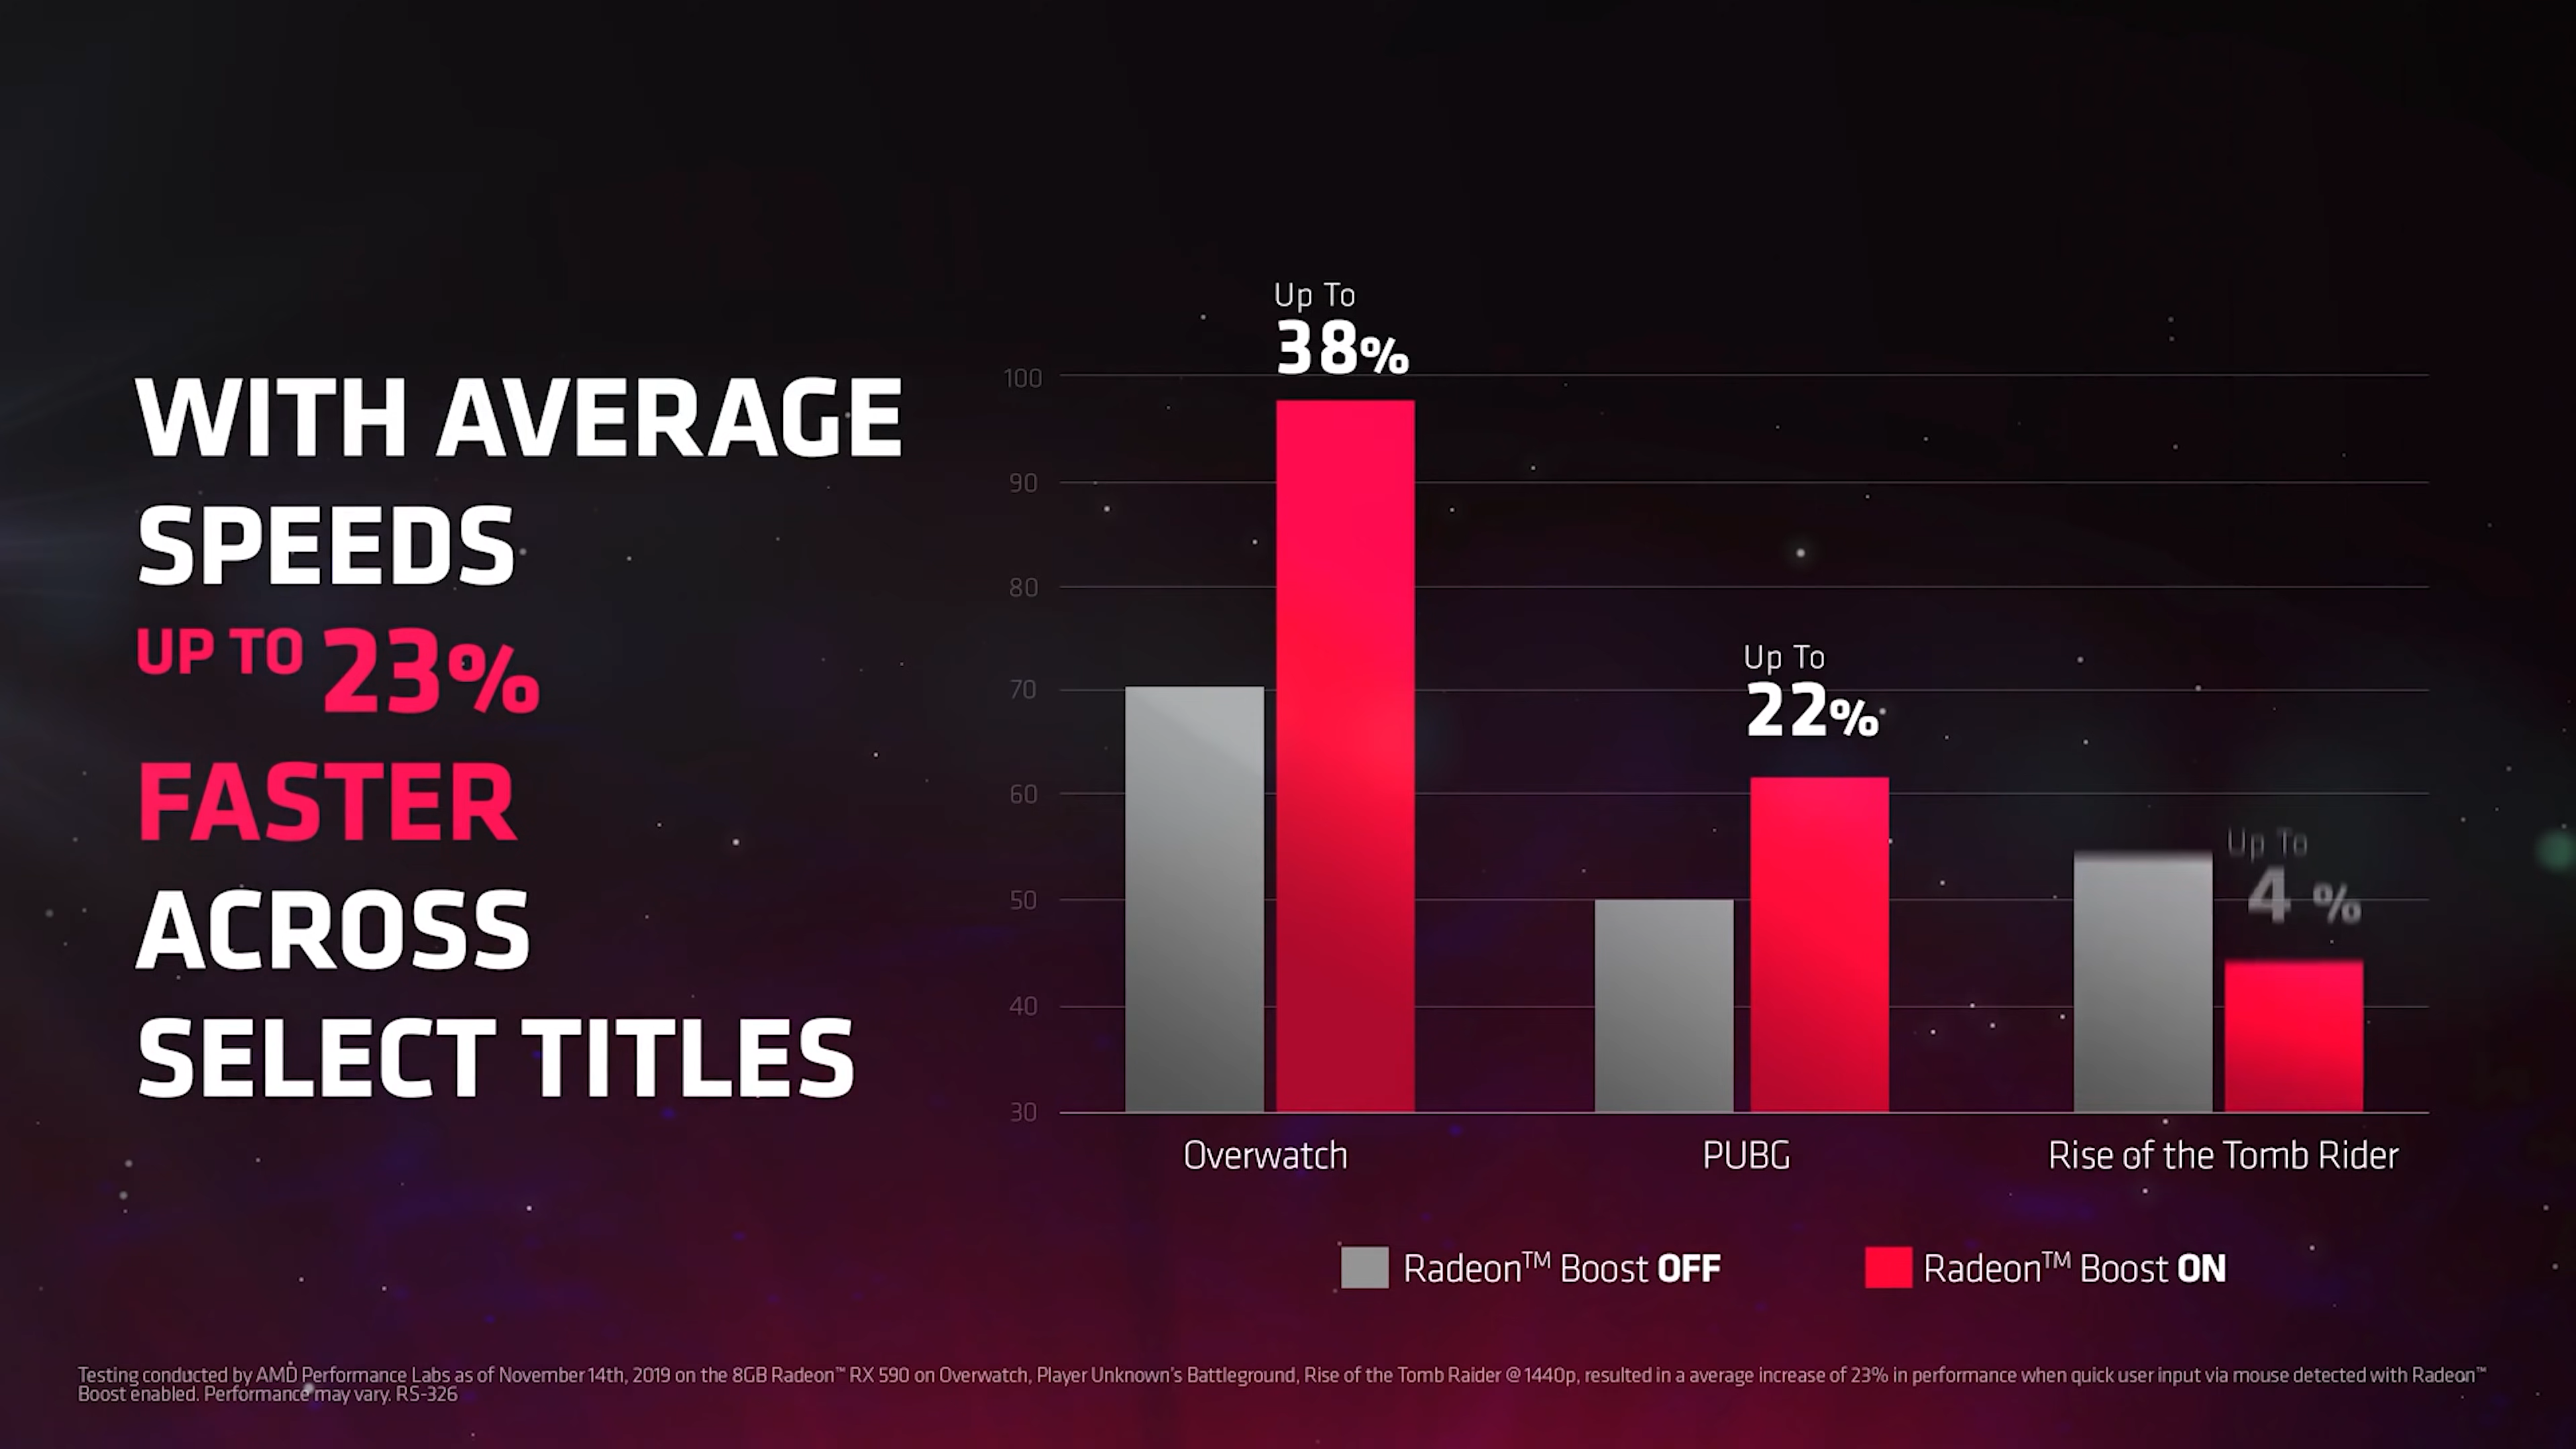 WITH AVERAGE
SPEEDS
UP TO 23%
FASTER
ACROSS
SELECT TITLES
Up To
38%
Up To
22%
Up To
4 %
100
90
80
70
60
50
40
30
Overwatch
PUBG
Rise of the Tomb Rider
Radeon™ Boost OFF
Radeon™ Boost ON
Testing conducted by AMD Performance Labs as of November 14th, 2019 on the 8GB Radeon™ RX 590 on Overwatch, Player Unknown's Battleground, Rise of the Tomb Raider @ 1440p, resulted in a average increase of 23% in performance when quick user input via mouse detected with Radeon™
Boost enabled. Performance may vary. RS-326